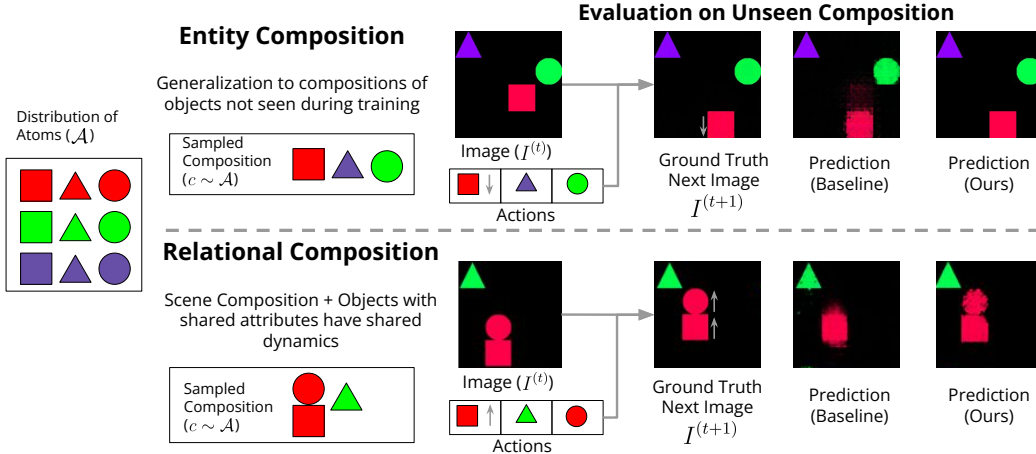 Evaluation on Unseen Composition
Entity Composition
Generalization to compositions of
objects not seen during training
Distribution of
Atoms (𝒜)
Sampled
Composition
(c ∼ 𝒜)
Image (I^{(t)})
Actions
Ground Truth
Next Image
I^{(t+1)}
Prediction
(Baseline)
Prediction
(Ours)
Relational Composition
Scene Composition + Objects with
shared attributes have shared
dynamics
Sampled
Composition
(c ∼ 𝒜)
Image (I^{(t)})
Actions
Ground Truth
Next Image
I^{(t+1)}
Prediction
(Baseline)
Prediction
(Ours)